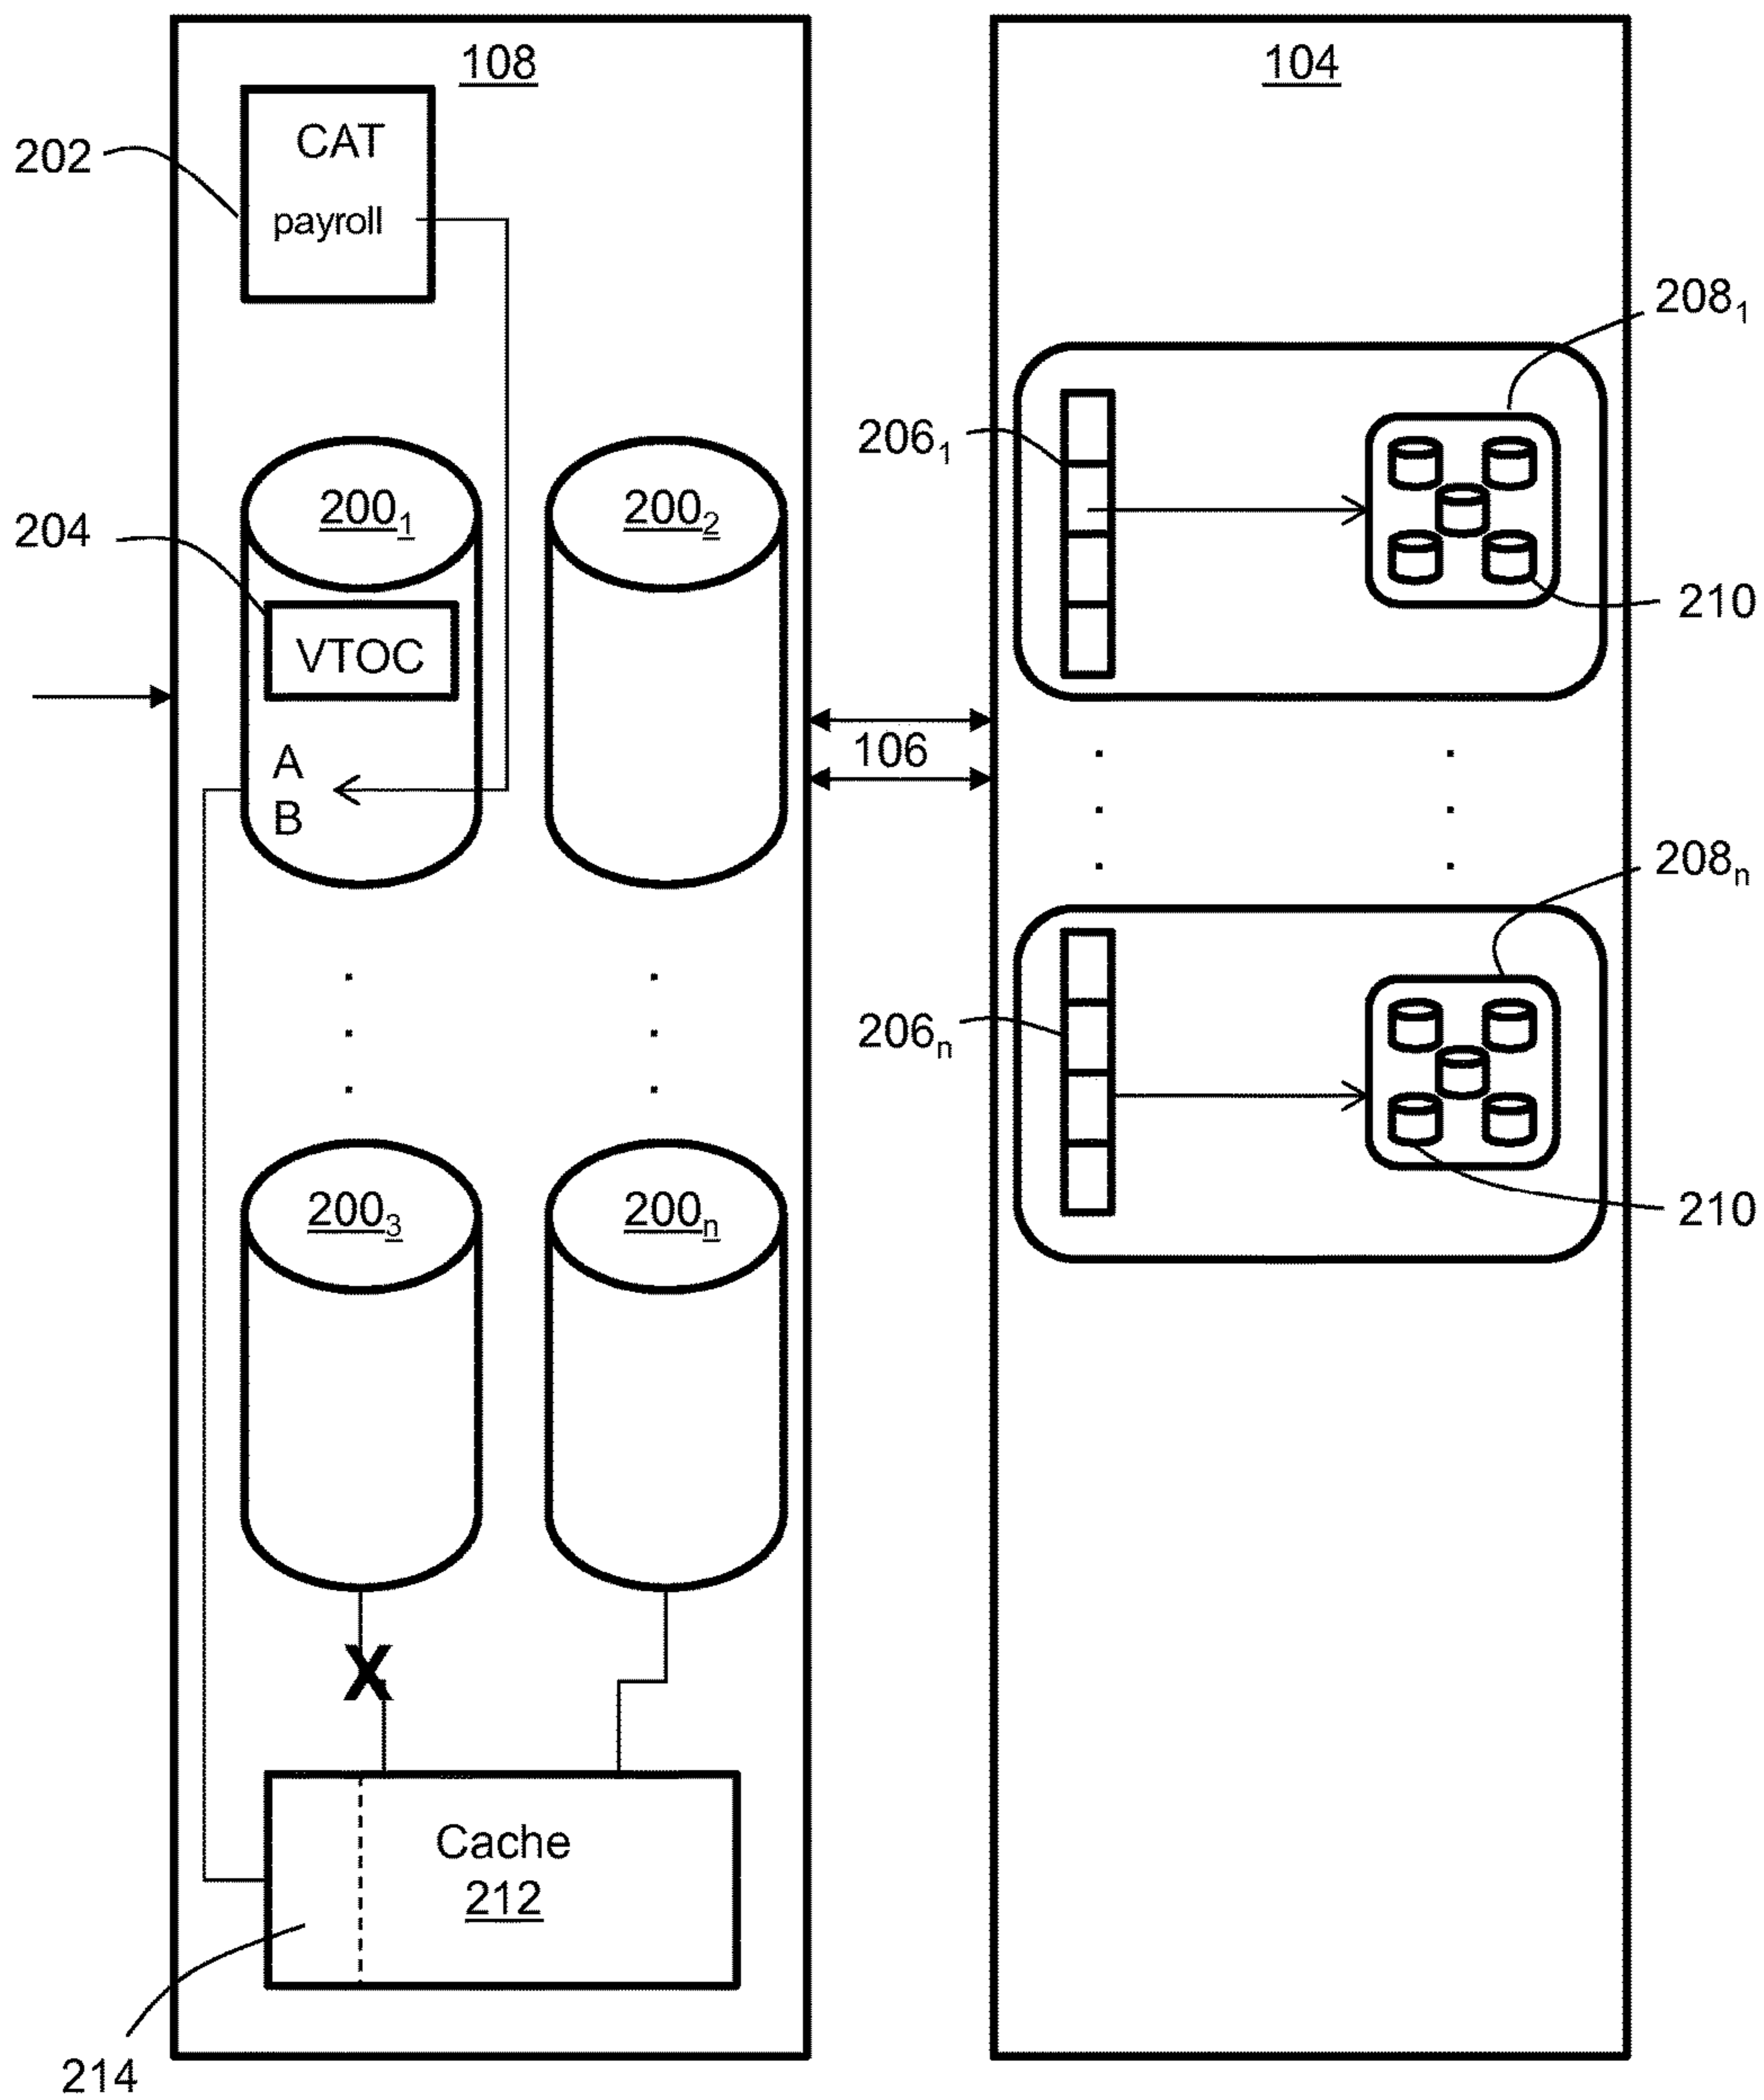 108
104
CAT
202
payroll
208₁
206₁
200₁
200₂
204
210
VTOC
106
A
B
208ₙ
206ₙ
200₃
200ₙ
210
X
Cache
212
214